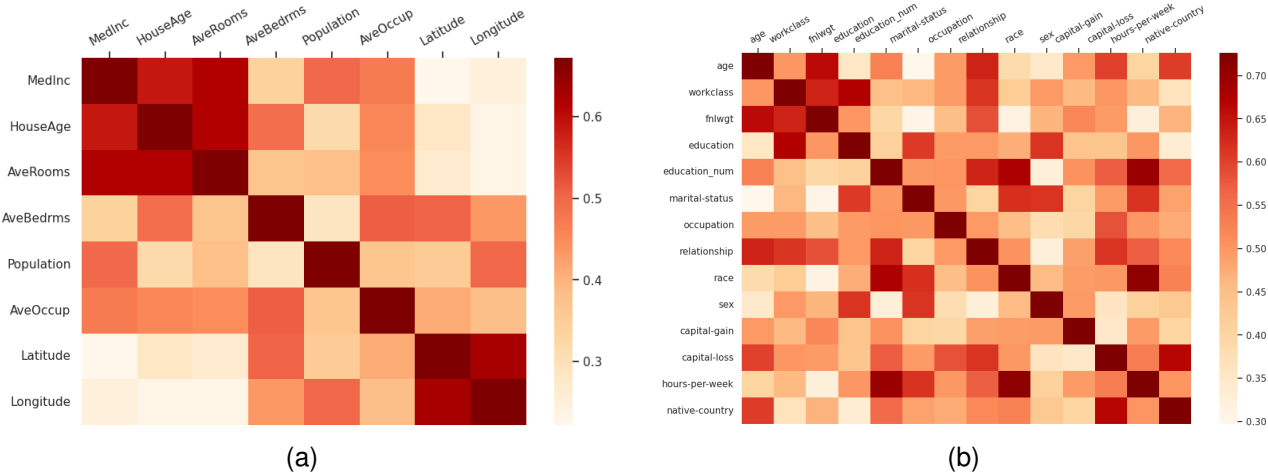 MedInc HouseAge AveRooms AveBedrms Population AveOccup Latitude Longitude
MedInc
HouseAge
AveRooms
AveBedrms
Population
AveOccup
Latitude
Longitude
0.6
0.5
0.4
0.3
(a)
age workclass fnlwgt education education_num marital-status occupation relationship race sex capital-gain capital-loss hours-per-week native-country
age
workclass
fnlwgt
education
education_num
marital-status
occupation
relationship
race
sex
capital-gain
capital-loss
hours-per-week
native-country
0.70
0.65
0.60
0.55
0.50
0.45
0.40
0.35
0.30
(b)